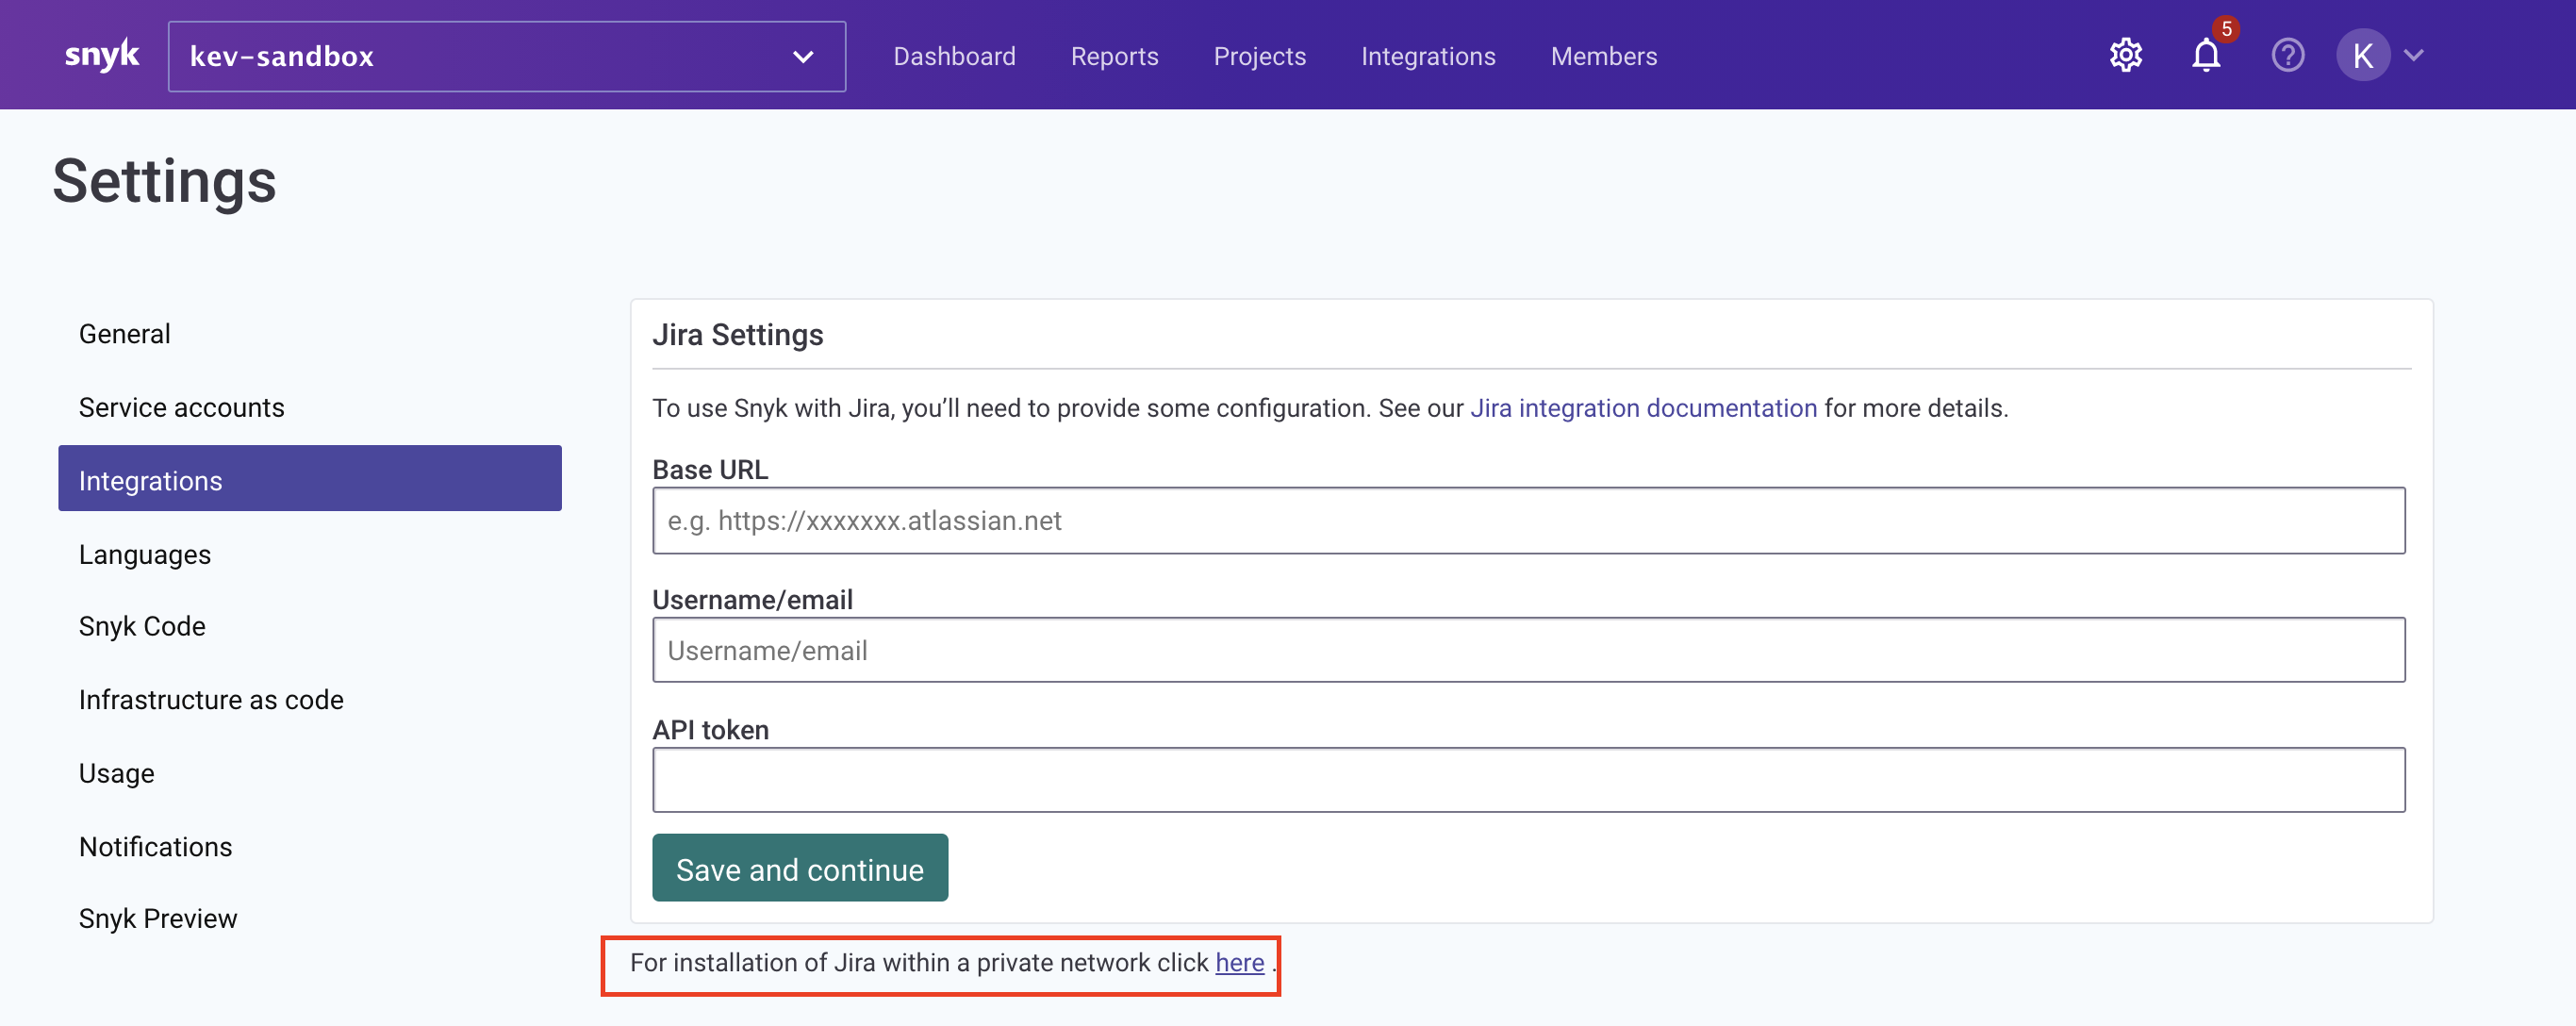 snyk kev-sandbox Dashboard Reports Projects Integrations Members 5 ? K
Settings
General
Service accounts
Integrations
Languages
Snyk Code
Infrastructure as code
Usage
Notifications
Snyk Preview
Jira Settings
To use Snyk with Jira, you’ll need to provide some configuration. See our Jira integration documentation for more details.
Base URL
e.g. https://xxxxxxx.atlassian.net
Username/email
Username/email
API token
Save and continue
For installation of Jira within a private network click here .